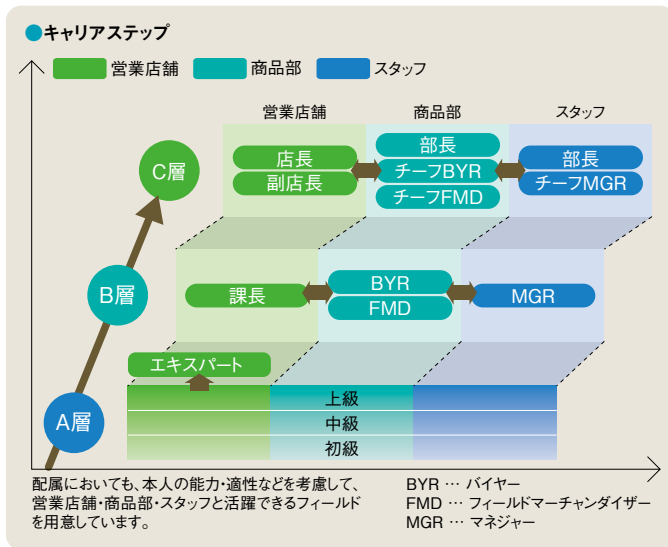 ●キャリアステップ
営業店舗 商品部 スタッフ
営業店舗 商品部 スタッフ
C層
店長
副店長
部長
チーフBYR
チーフFMD
部長
チーフMGR
B層
課長
BYR
FMD
MGR
エキスパート
A層
上級
中級
初級
配属においても、本人の能力・適性などを考慮して、
営業店舗・商品部・スタッフと活躍できるフィールド
を用意しています。
BYR … バイヤー
FMD … フィールドマーチャンダイザー
MGR … マネジャー